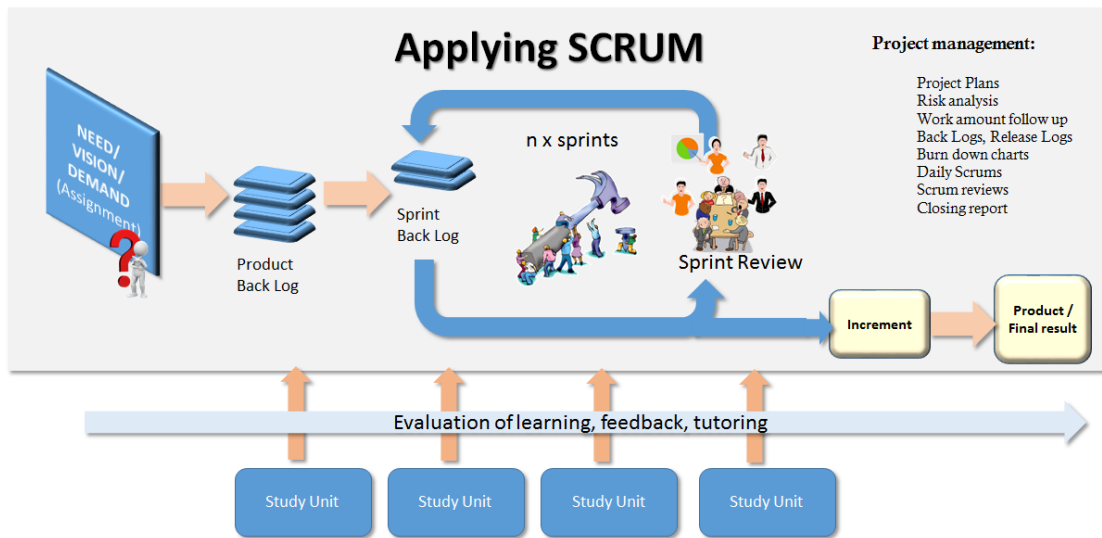 Applying SCRUM
Project management:
Project Plans
Risk analysis
Work amount follow up
Back Logs, Release Logs
Burn down charts
Daily Scrums
Scrum reviews
Closing report
NEED/
VISION/
DEMAND
(Assignment)
?
Product
Back Log
Sprint
Back Log
n x sprints
Sprint Review
Increment
Product /
Final result
Evaluation of learning, feedback, tutoring
Study Unit
Study Unit
Study Unit
Study Unit